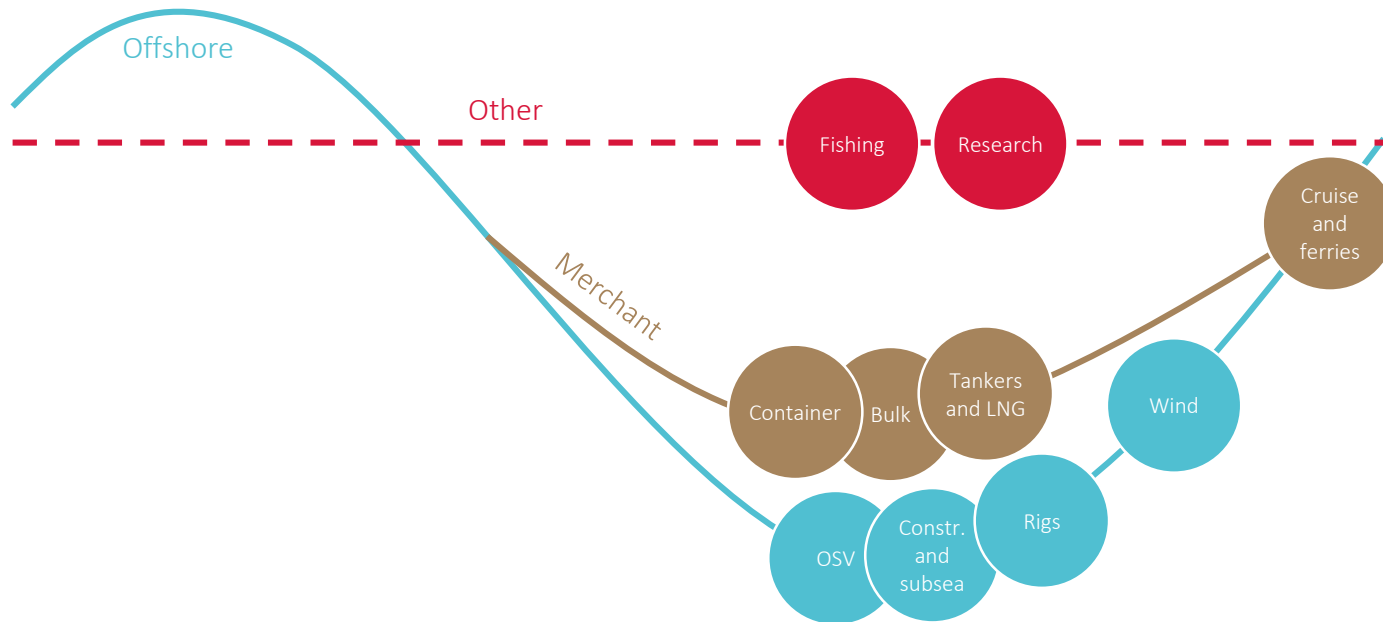 Offshore
Other
Fishing
Research
Cruise
and
ferries
Merchant
Container
Bulk
Tankers
and LNG
Wind
OSV
Constr.
and
subsea
Rigs